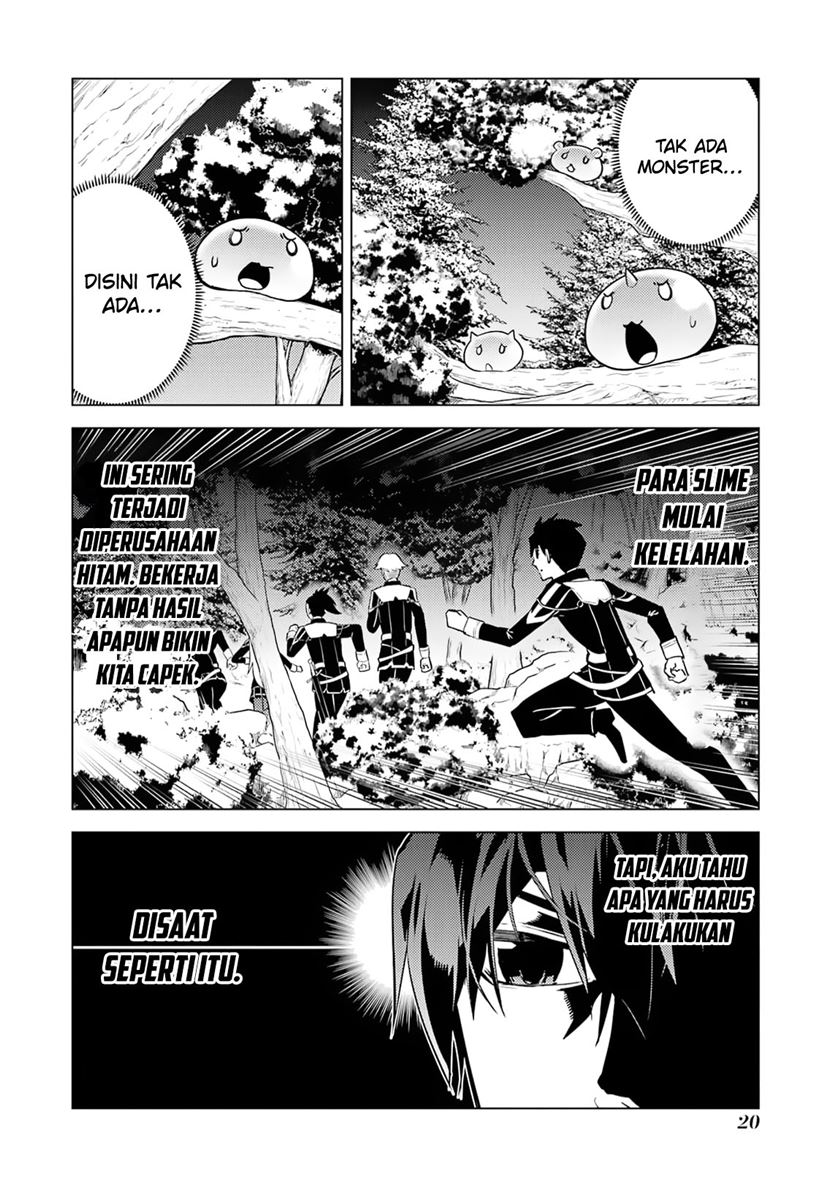 TAK ADA
MONSTER...
DISINI TAK
ADA...
PARA SLIME
MULAI
KELELAHAN.
INI SERING
TERJADI
DIPERUSAHAAN
HITAM. BEKERJA
TANPA HASIL
APAPUN BIKIN
KITA CAPEK.
TAPI, AKU TAHU
APA YANG HARUS
KULAKUKAN
DISAAT
SEPERTI ITU.
20